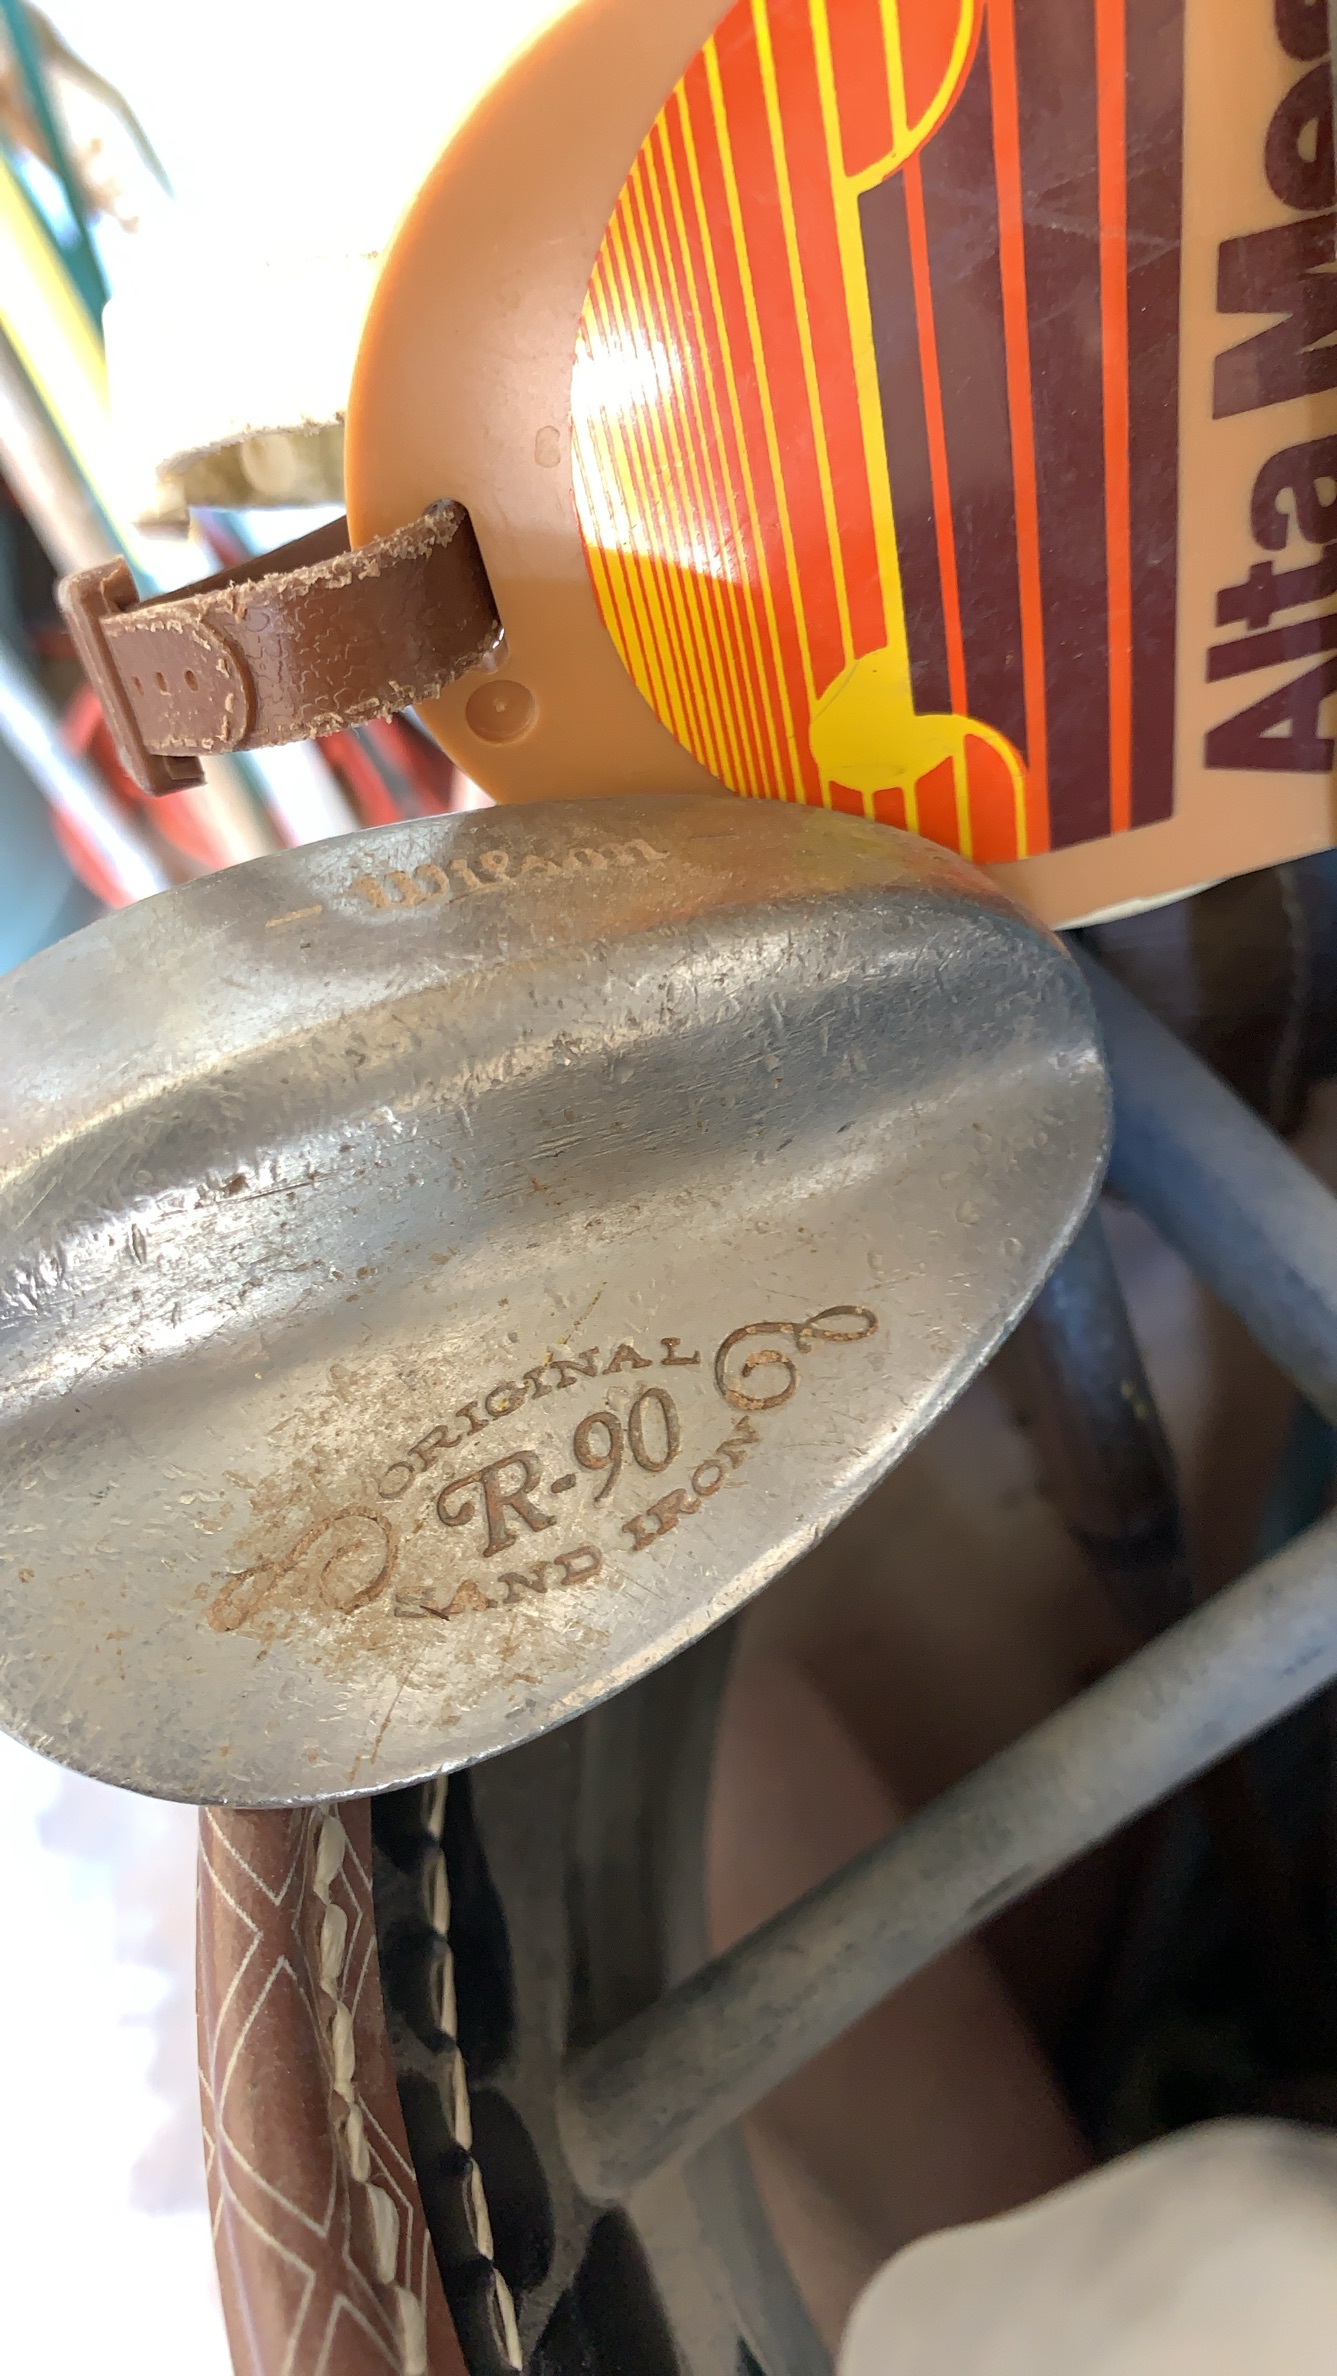 Alta Mea
Wilson
ORIGINAL
R-90
SAND IRON